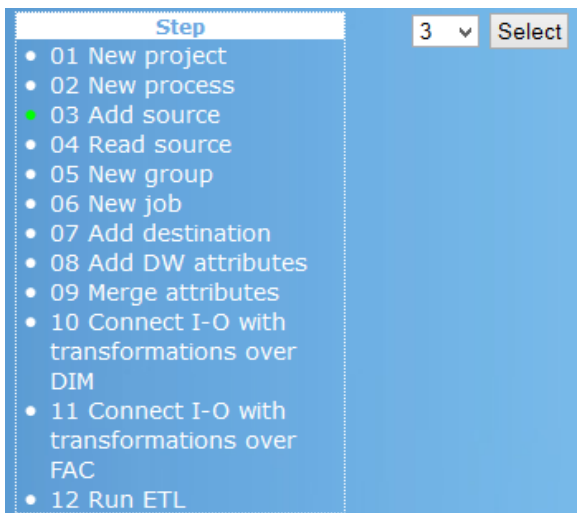 Step
01 New project
02 New process
03 Add source
04 Read source
05 New group
06 New job
07 Add destination
08 Add DW attributes
09 Merge attributes
10 Connect I-O with
transformations over
DIM
11 Connect I-O with
transformations over
FAC
12 Run ETL
3
Select